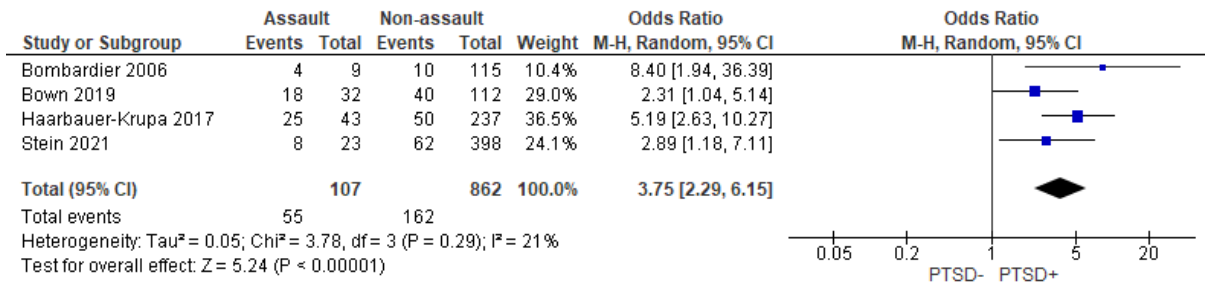 Assault Non-assault Odds Ratio Odds Ratio
Study or Subgroup Events Total Events Total Weight M-H, Random, 95% CI M-H, Random, 95% CI
Bombardier 2006 4 9 10 115 10.4% 8.40 [1.94, 36.39]
Bown 2019 18 32 40 112 29.0% 2.31 [1.04, 5.14]
Haarbauer-Krupa 2017 25 43 50 237 36.5% 5.19 [2.63, 10.27]
Stein 2021 8 23 62 398 24.1% 2.89 [1.18, 7.11]
Total (95% CI) 107 862 100.0% 3.75 [2.29, 6.15]
Total events 55 162
Heterogeneity: Tau² = 0.05; Chi² = 3.78, df = 3 (P = 0.29); I² = 21%
Test for overall effect: Z = 5.24 (P < 0.00001)
0.05 0.2 1 5 20
PTSD- PTSD+